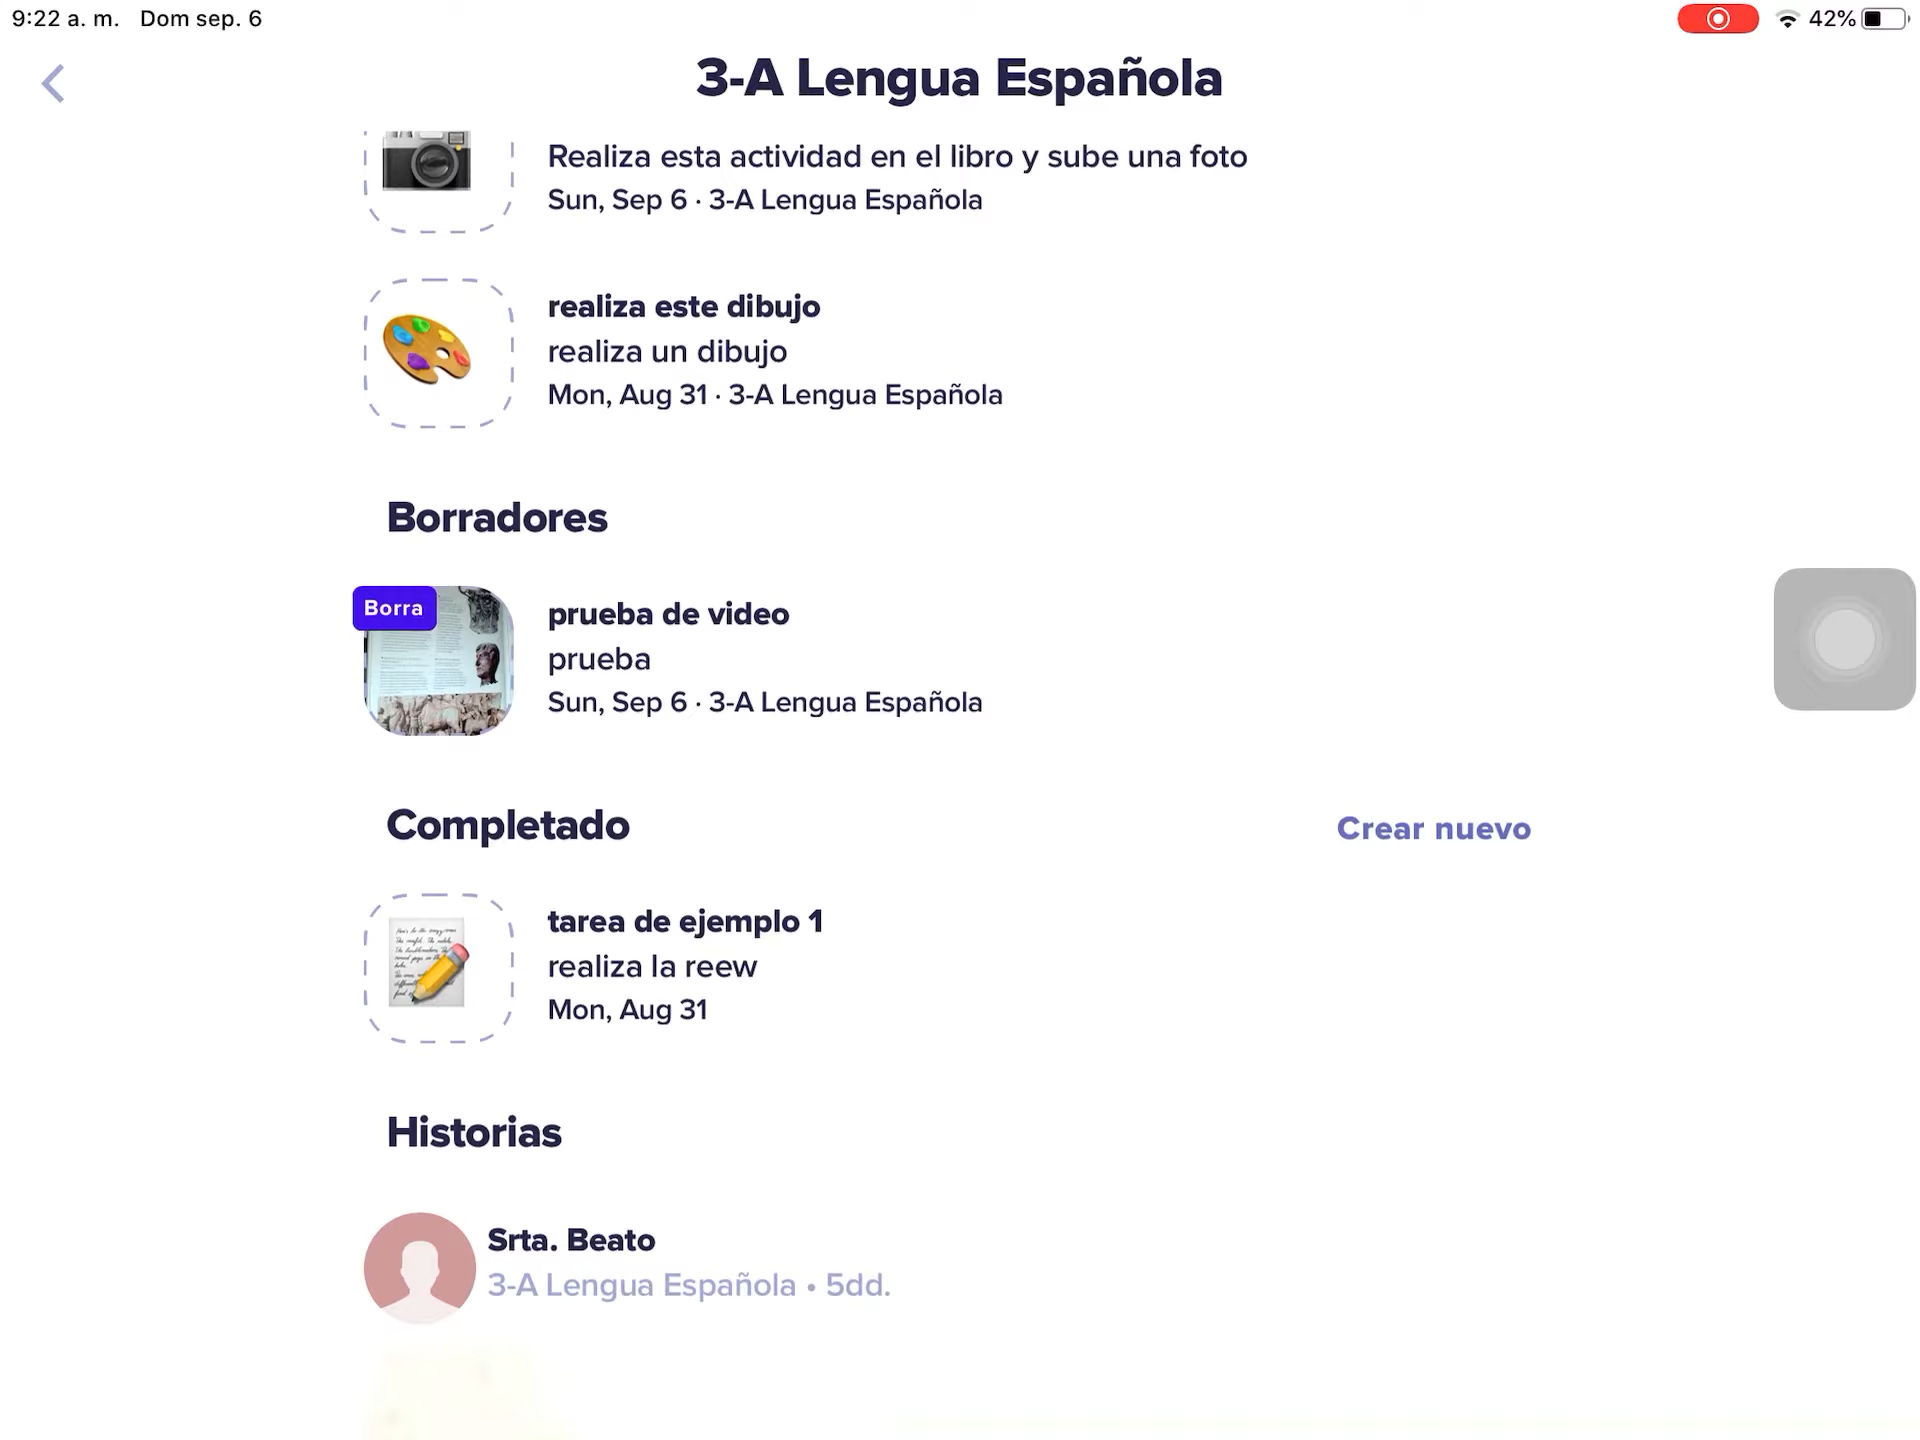 9:22 a. m. Dom sep. 6
42%
3-A Lengua Española
Realiza esta actividad en el libro y sube una foto
Sun, Sep 6 · 3-A Lengua Española
realiza este dibujo
realiza un dibujo
Mon, Aug 31 · 3-A Lengua Española
Borradores
Borra
prueba de video
prueba
Sun, Sep 6 · 3-A Lengua Española
Completado
Crear nuevo
tarea de ejemplo 1
realiza la reew
Mon, Aug 31
Historias
Srta. Beato
3-A Lengua Española • 5dd.